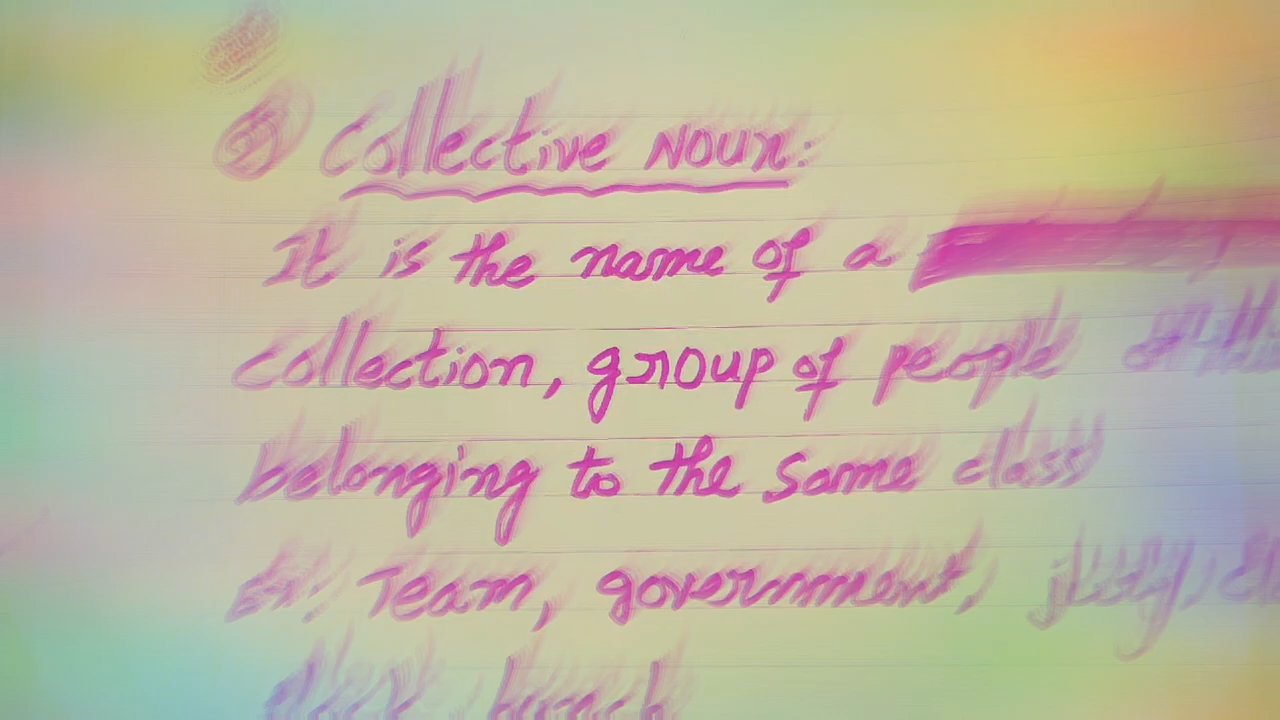 Collective Noun:
It is the name of a
collection, group of people
belonging to the same class
Ex: Team, government,
bunch